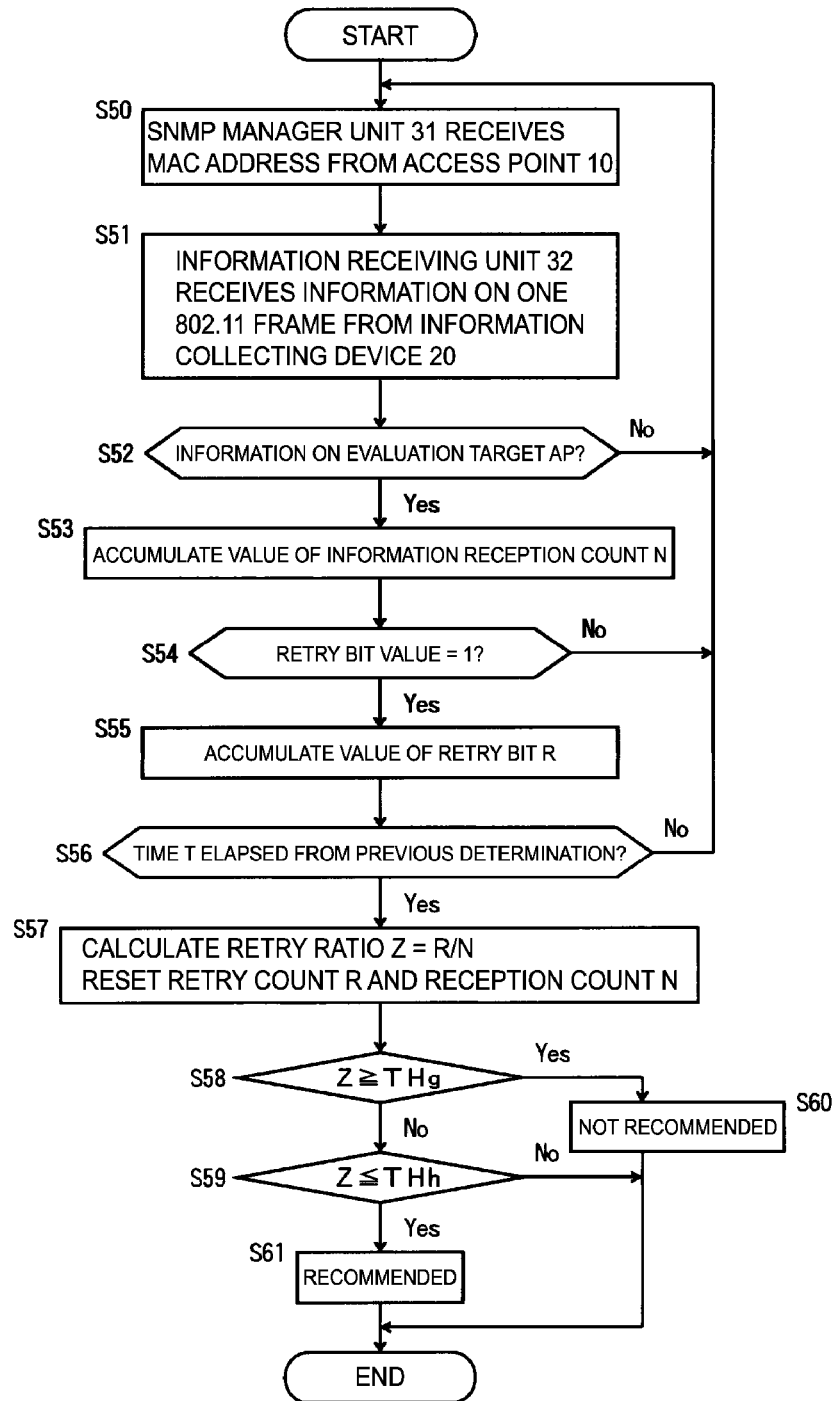 START
S50
SNMP MANAGER UNIT 31 RECEIVES
MAC ADDRESS FROM ACCESS POINT 10
S51
INFORMATION RECEIVING UNIT 32
RECEIVES INFORMATION ON ONE
802.11 FRAME FROM INFORMATION
COLLECTING DEVICE 20
S52
INFORMATION ON EVALUATION TARGET AP?
No
Yes
S53
ACCUMULATE VALUE OF INFORMATION RECEPTION COUNT N
S54
RETRY BIT VALUE = 1?
No
Yes
S55
ACCUMULATE VALUE OF RETRY BIT R
S56
TIME T ELAPSED FROM PREVIOUS DETERMINATION?
No
Yes
S57
CALCULATE RETRY RATIO Z = R/N
RESET RETRY COUNT R AND RECEPTION COUNT N
S58
Z ≧ THg
Yes
No
S60
NOT RECOMMENDED
S59
Z ≦ THh
No
Yes
S61
RECOMMENDED
END